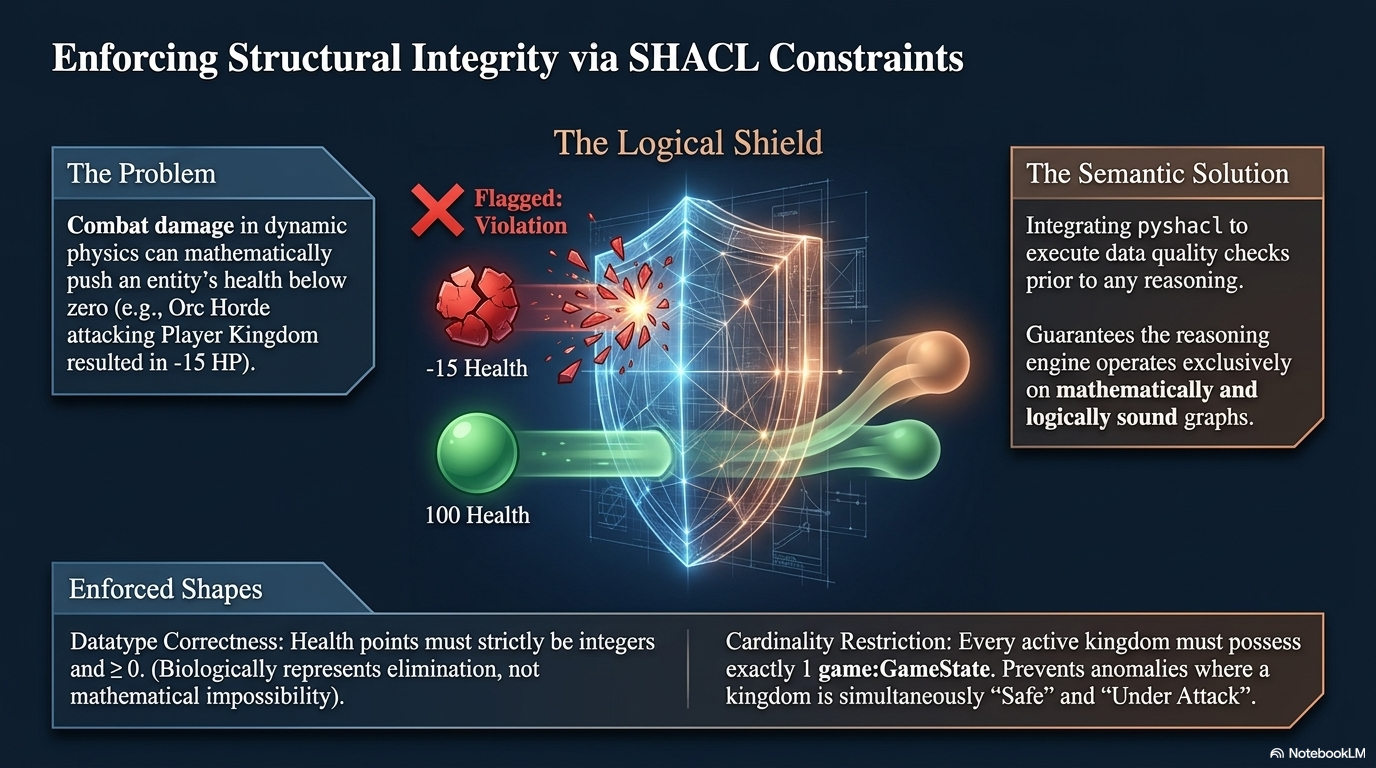 Enforcing Structural Integrity via SHACL Constraints
The Logical Shield
The Problem
Combat damage in dynamic
physics can mathematically
push an entity's health below
zero (e.g., Orc Horde
attacking Player Kingdom
resulted in -15 HP).
Flagged:
Violation
-15 Health
100 Health
The Semantic Solution
Integrating pyshacl to
execute data quality checks
prior to any reasoning.
Guarantees the reasoning
engine operates exclusively
on mathematically and
logically sound graphs.
Enforced Shapes
Datatype Correctness: Health points must strictly be integers
and ≥ 0. (Biologically represents elimination, not
mathematical impossibility).
Cardinality Restriction: Every active kingdom must possess
exactly 1 game:GameState. Prevents anomalies where a
kingdom is simultaneously “Safe” and “Under Attack”.
NotebookLM